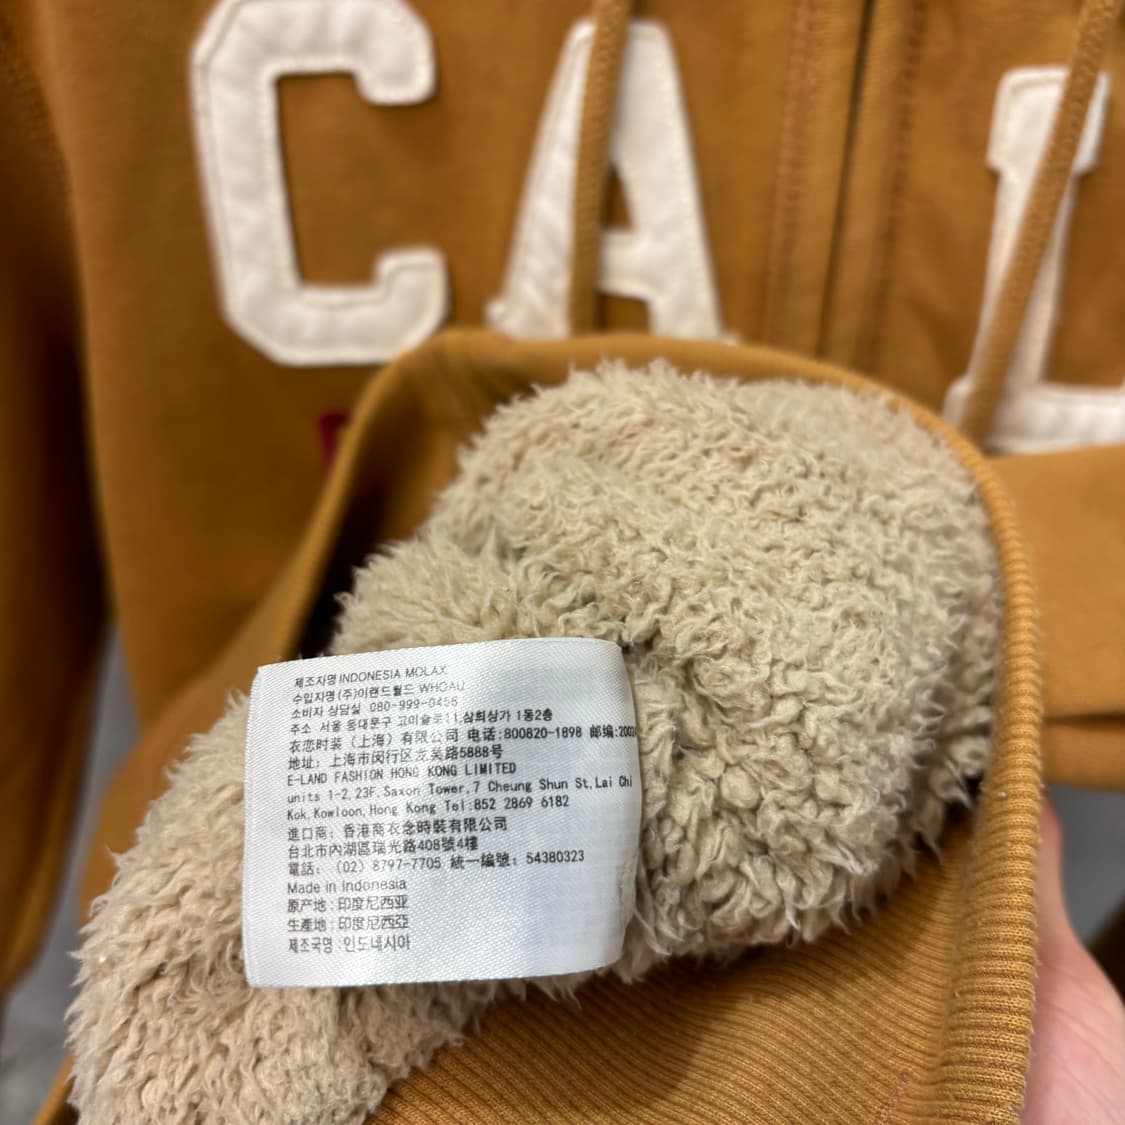 CAL
제조자명 INDONESIA MOLAX
수입자명 (주)이랜드월드 WHOAU
소비자 상담실 080-999-0456
주소 서울 동대문구 고미술로11,삼희상가 1동2층
衣恋时装（上海）有限公司 电话:800820-1898 邮编:200
地址: 上海市闵行区龙吴路5888号
E-LAND FASHION HONG KONG LIMITED
units 1-2,23F,Saxon Tower,7 Cheung Shun St,Lai Chi
Kok,Kowloon,Hong Kong Tel:852 2869 6182
進口商: 香港商衣念時裝有限公司
台北市內湖區瑞光路408號4樓
電話: (02) 8797-7705 統一編號: 54380323
Made in Indonesia
原产地:印度尼西亚
生產地:印度尼西亞
제조국명:인도네시아